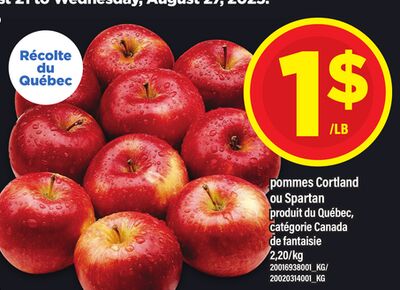 st 21 to Wednesday, August 27, 2025.
Récolte
du
Québec
1$
/LB
pommes Cortland
ou Spartan
produit du Québec,
catégorie Canada
de fantaisie
2,20/kg
20016938001_KG/
20020314001_KG